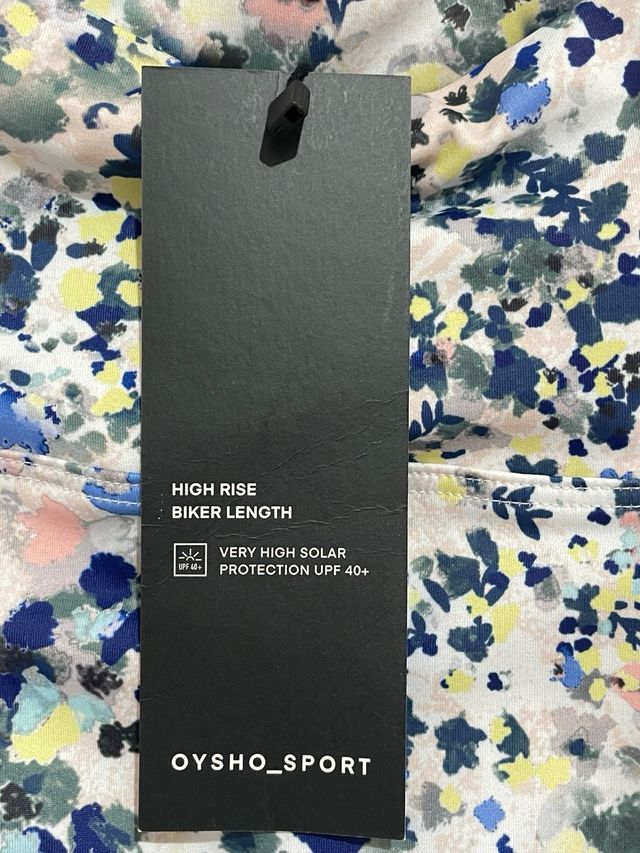 HIGH RISE
BIKER LENGTH
UPF 40+
VERY HIGH SOLAR
PROTECTION UPF 40+
OYSHO_SPORT